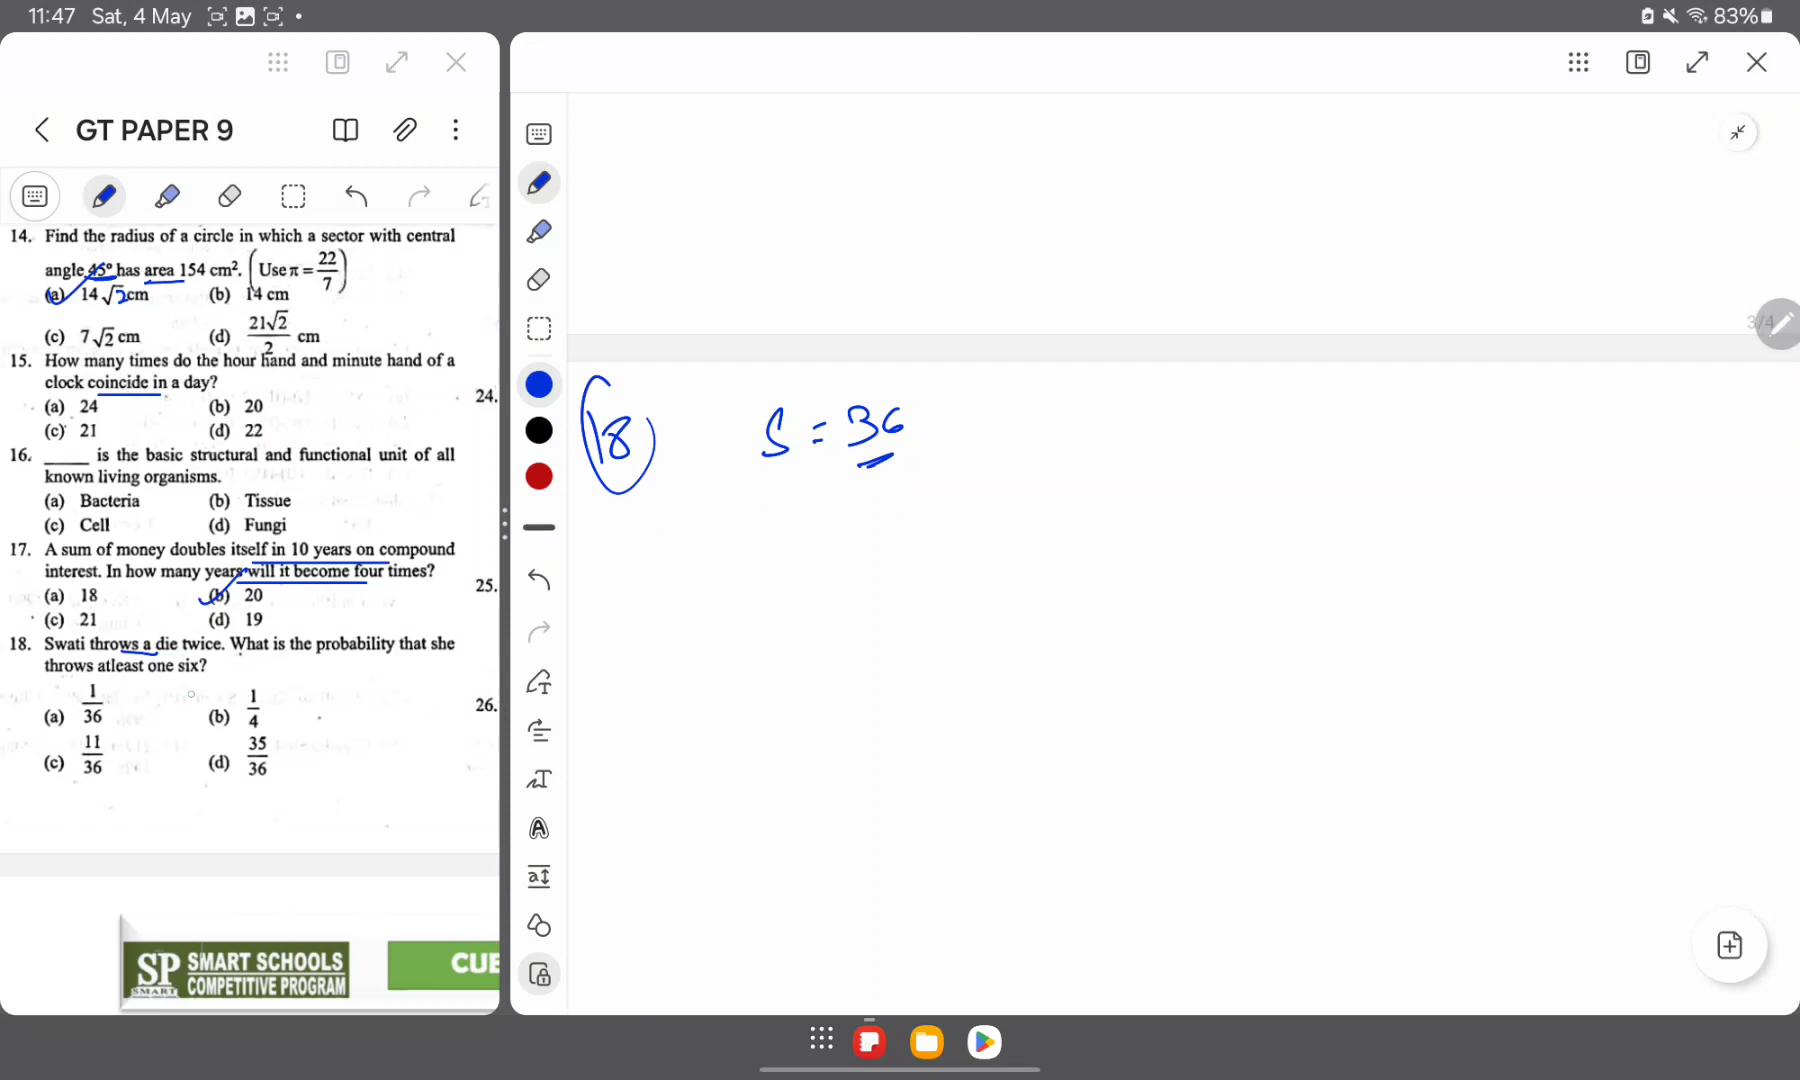 11:47 Sat, 4 May
83%
GT PAPER 9
14. Find the radius of a circle in which a sector with central
angle 45° has area 154 cm². (Use π = 22/7)
(a) 14√2 cm (b) 14 cm
(c) 7√2 cm (d) 21√2/2 cm
15. How many times do the hour hand and minute hand of a
clock coincide in a day?
(a) 24 (b) 20
(c) 21 (d) 22
16. _____ is the basic structural and functional unit of all
known living organisms.
(a) Bacteria (b) Tissue
(c) Cell (d) Fungi
17. A sum of money doubles itself in 10 years on compound
interest. In how many years will it become four times?
(a) 18 (b) 20
(c) 21 (d) 19
18. Swati throws a die twice. What is the probability that she
throws atleast one six?
(a) 1/36 (b) 1/4
(c) 11/36 (d) 35/36
24.
25.
26.
SP SMART SCHOOLS
SMART COMPETITIVE PROGRAM
CUE
3/4
18 S = 36